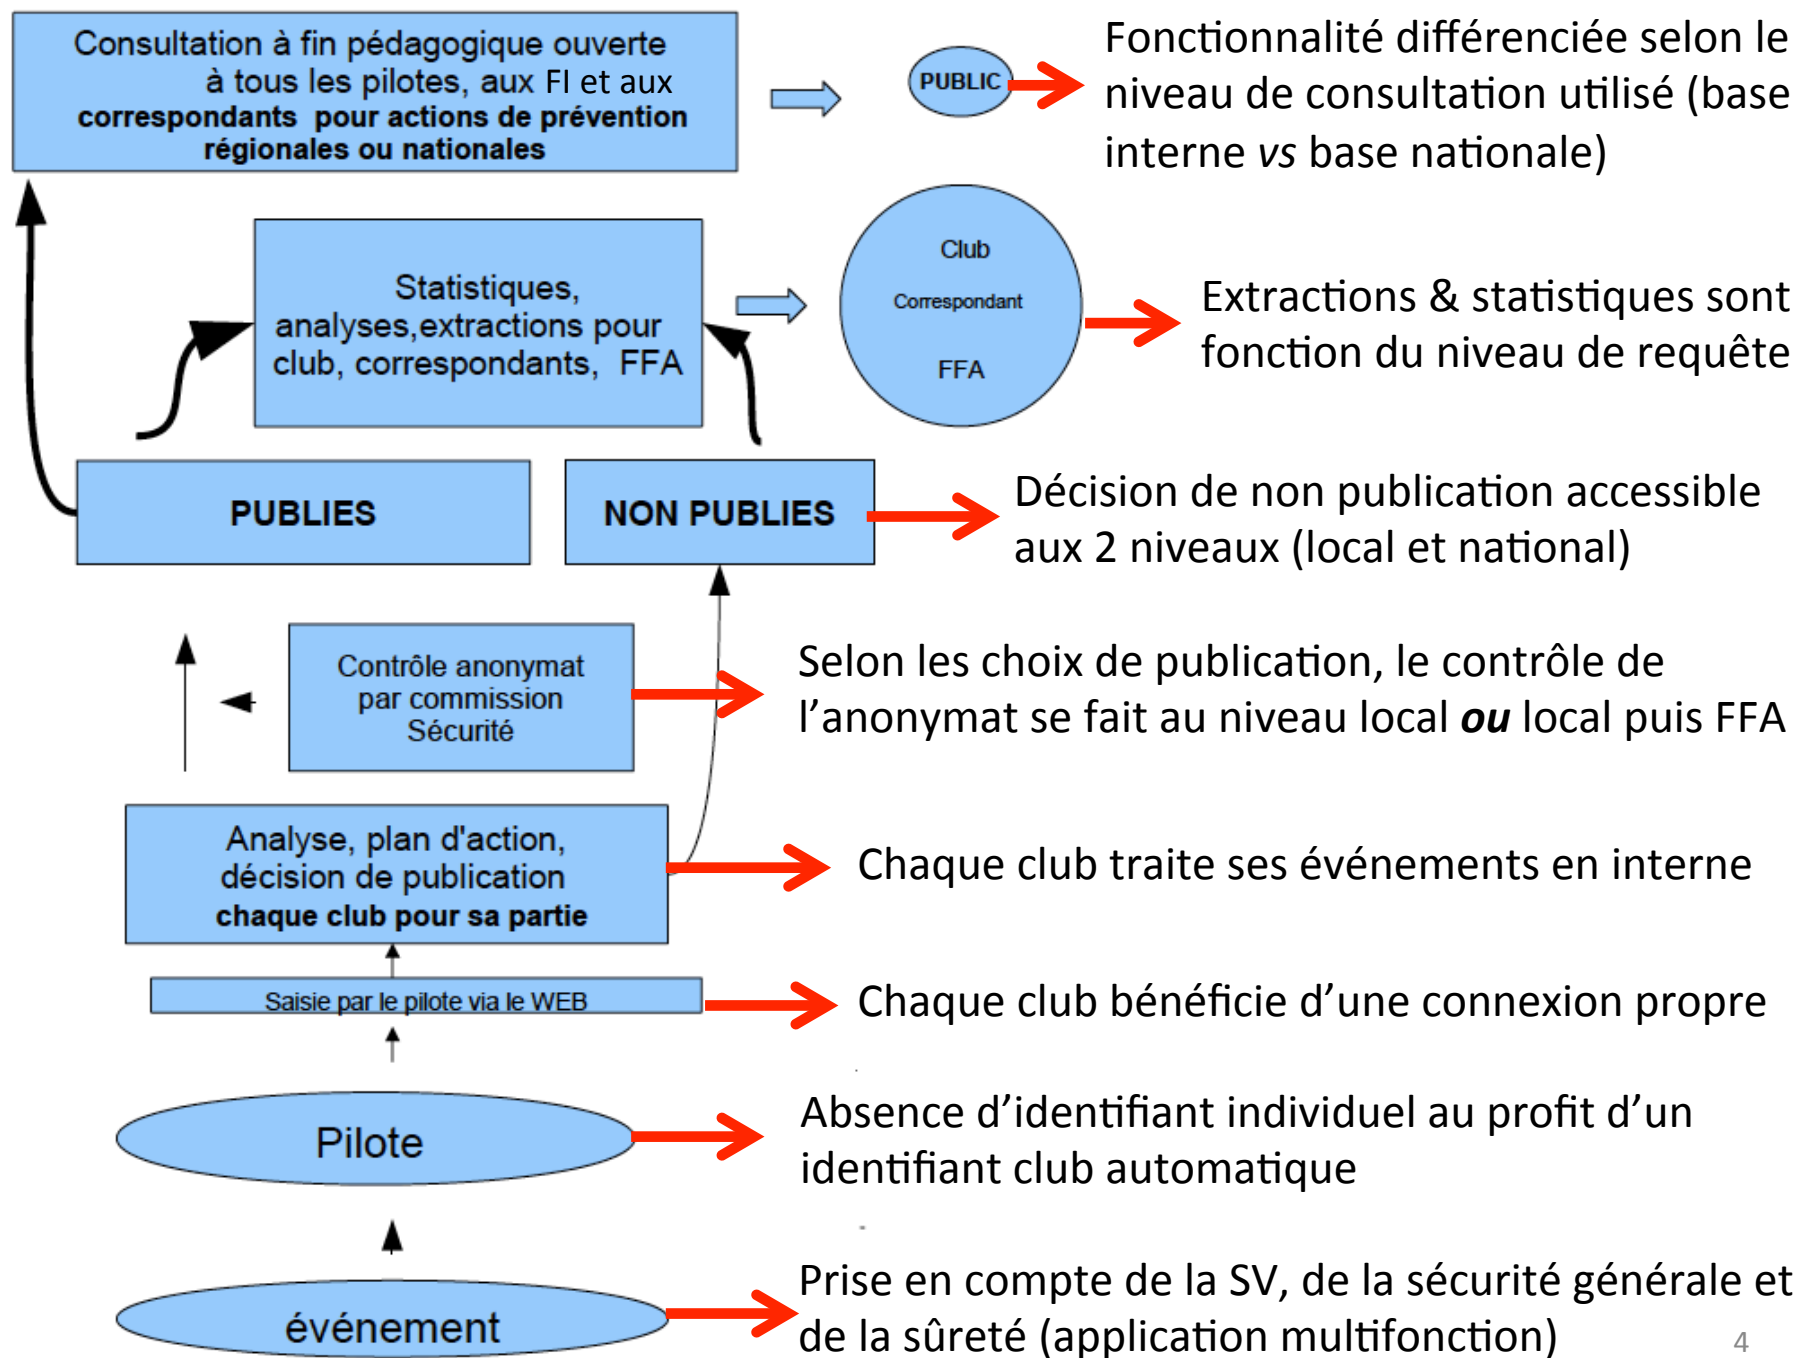 Consultation à fin pédagogique ouverte
à tous les pilotes, aux FI et aux
correspondants pour actions de prévention
régionales ou nationales
PUBLIC
Fonctionnalité différenciée selon le
niveau de consultation utilisé (base
interne vs base nationale)
Statistiques,
analyses,extractions pour
club, correspondants, FFA
Club
Correspondant
FFA
Extractions & statistiques sont
fonction du niveau de requête
PUBLIES
NON PUBLIES
Décision de non publication accessible
aux 2 niveaux (local et national)
Contrôle anonymat
par commission
Sécurité
Selon les choix de publication, le contrôle de
l’anonymat se fait au niveau local ou local puis FFA
Analyse, plan d'action,
décision de publication
chaque club pour sa partie
Chaque club traite ses événements en interne
Saisie par le pilote via le WEB
Chaque club bénéficie d’une connexion propre
Pilote
Absence d’identifiant individuel au profit d’un
identifiant club automatique
événement
Prise en compte de la SV, de la sécurité générale et
de la sûreté (application multifonction)
4